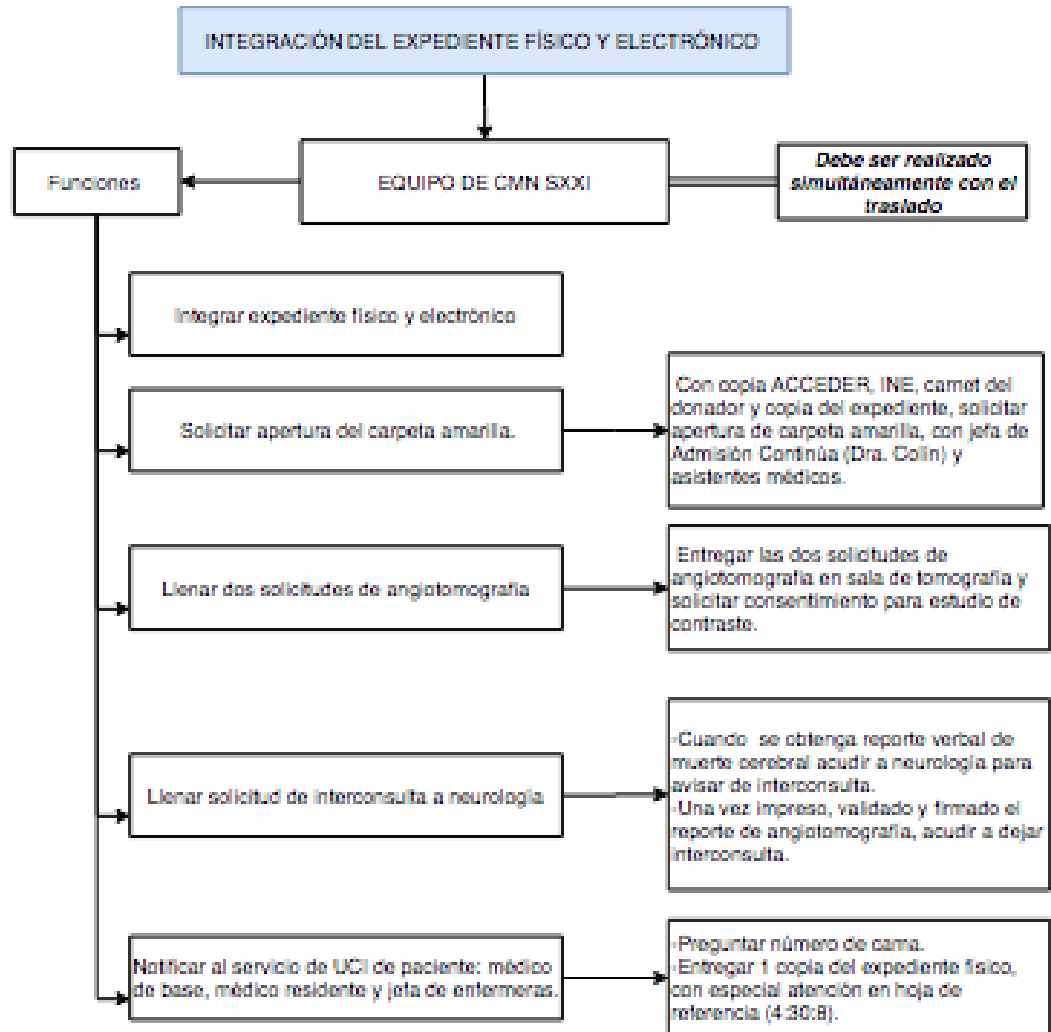 INTEGRACIÓN DEL EXPEDIENTE FÍSICO Y ELECTRÓNICO
Funciones
EQUIPO DE CMN SXXI
Debe ser realizado
simultáneamente con el
traslado
Integrar expediente físico y electrónico
Solicitar apertura del carpeta amarilla.
Con copia ACCEDER, INE, carnet del
donador y copia del expediente, solicitar
apertura de carpeta amarilla, con jefa de
Admisión Continúa (Dra. Colin) y
asistentes médicos.
Llenar dos solicitudes de angiotomografía
Entregar las dos solicitudes de
angiotomografía en sala de tomografía y
solicitar consentimiento para estudio de
contraste.
Llenar solicitud de interconsulta a neurología
-Cuando se obtenga reporte verbal de
muerte cerebral acudir a neurología para
avisar de interconsulta.
-Una vez impreso, validado y firmado el
reporte de angiotomografía, acudir a dejar
interconsulta.
Notificar al servicio de UCI de paciente: médico
de base, médico residente y jefa de enfermeras.
-Preguntar número de cama.
-Entregar 1 copia del expediente físico,
con especial atención en hoja de
referencia (4:30:8).